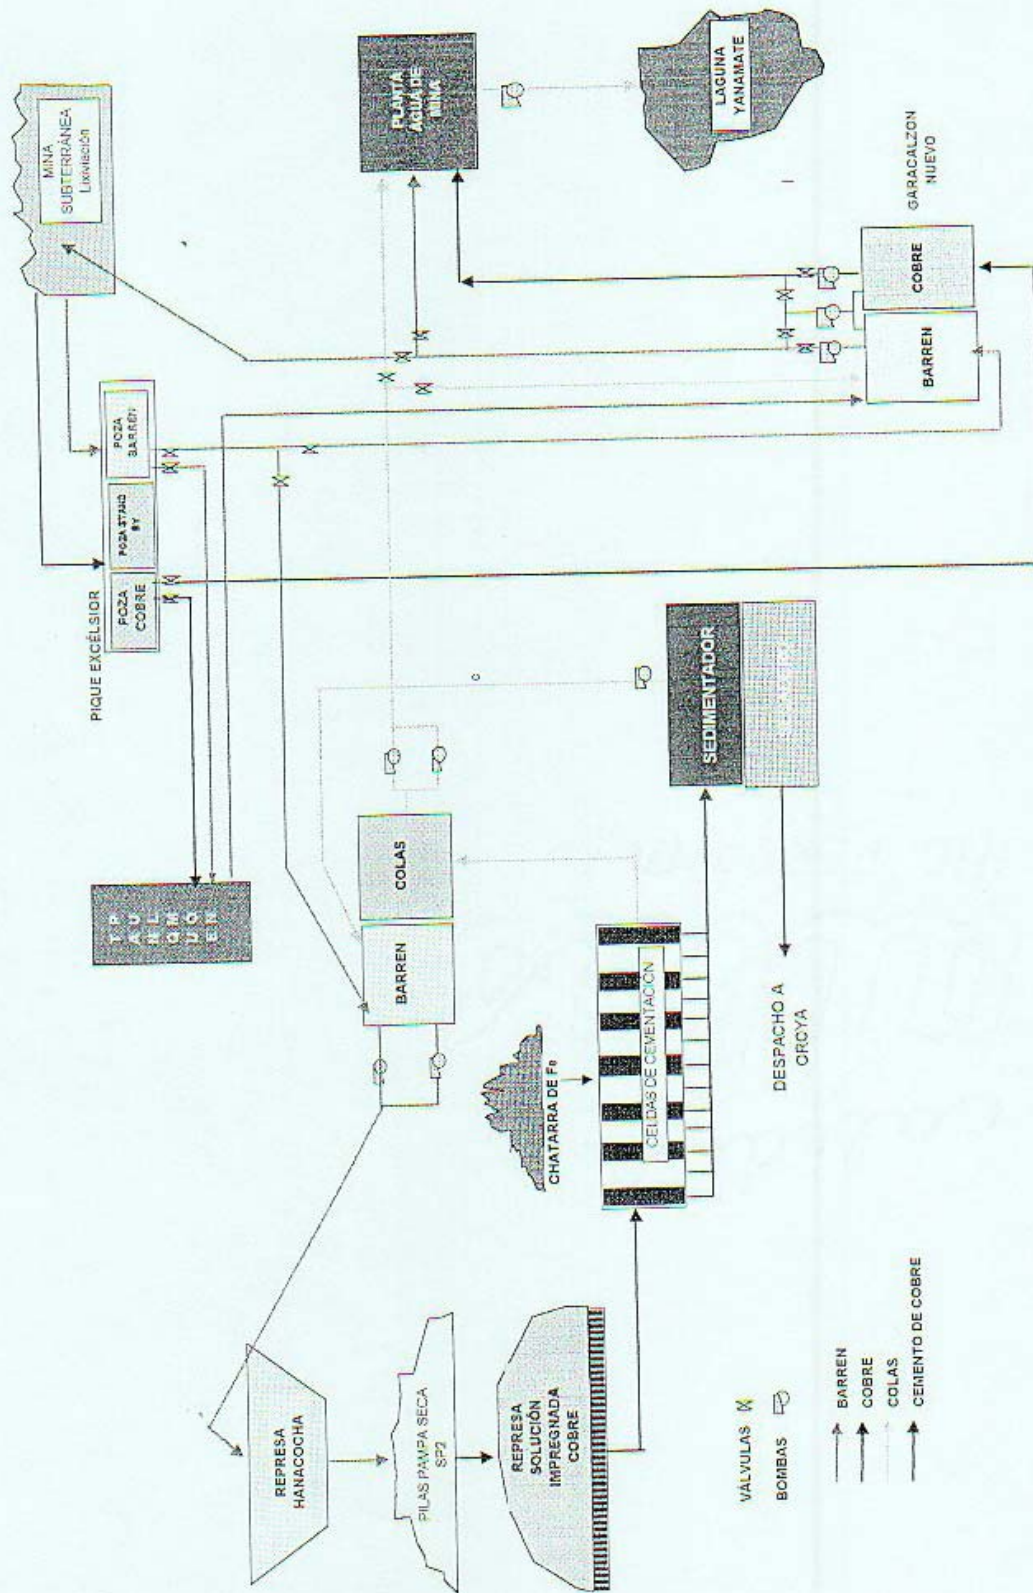 REPRESA
HANACOCHA
PILAS PAMPA SECA
SP2
REPRESA
SOLUCIÓN
IMPREGNADA
COBRE
CHATARRA DE Fe
CELDAS DE CEMENTACION
BARREN
COLAS
SEDIMENTADOR
DESPACHO A
OROYA
PIQUE EXCÉLSIOR
POZA
COBRE
POZA STAND
BY
POZA
BARREN
MINA
SUBTERRÁNEA
Lixiviación
PLANTA
AGUA DE
MINA
LAGUNA
YANAMATE
BARREN
COBRE
GARACALZON
NUEVO
VÁLVULAS
BOMBAS
BARREN
COBRE
COLAS
CEMENTO DE COBRE